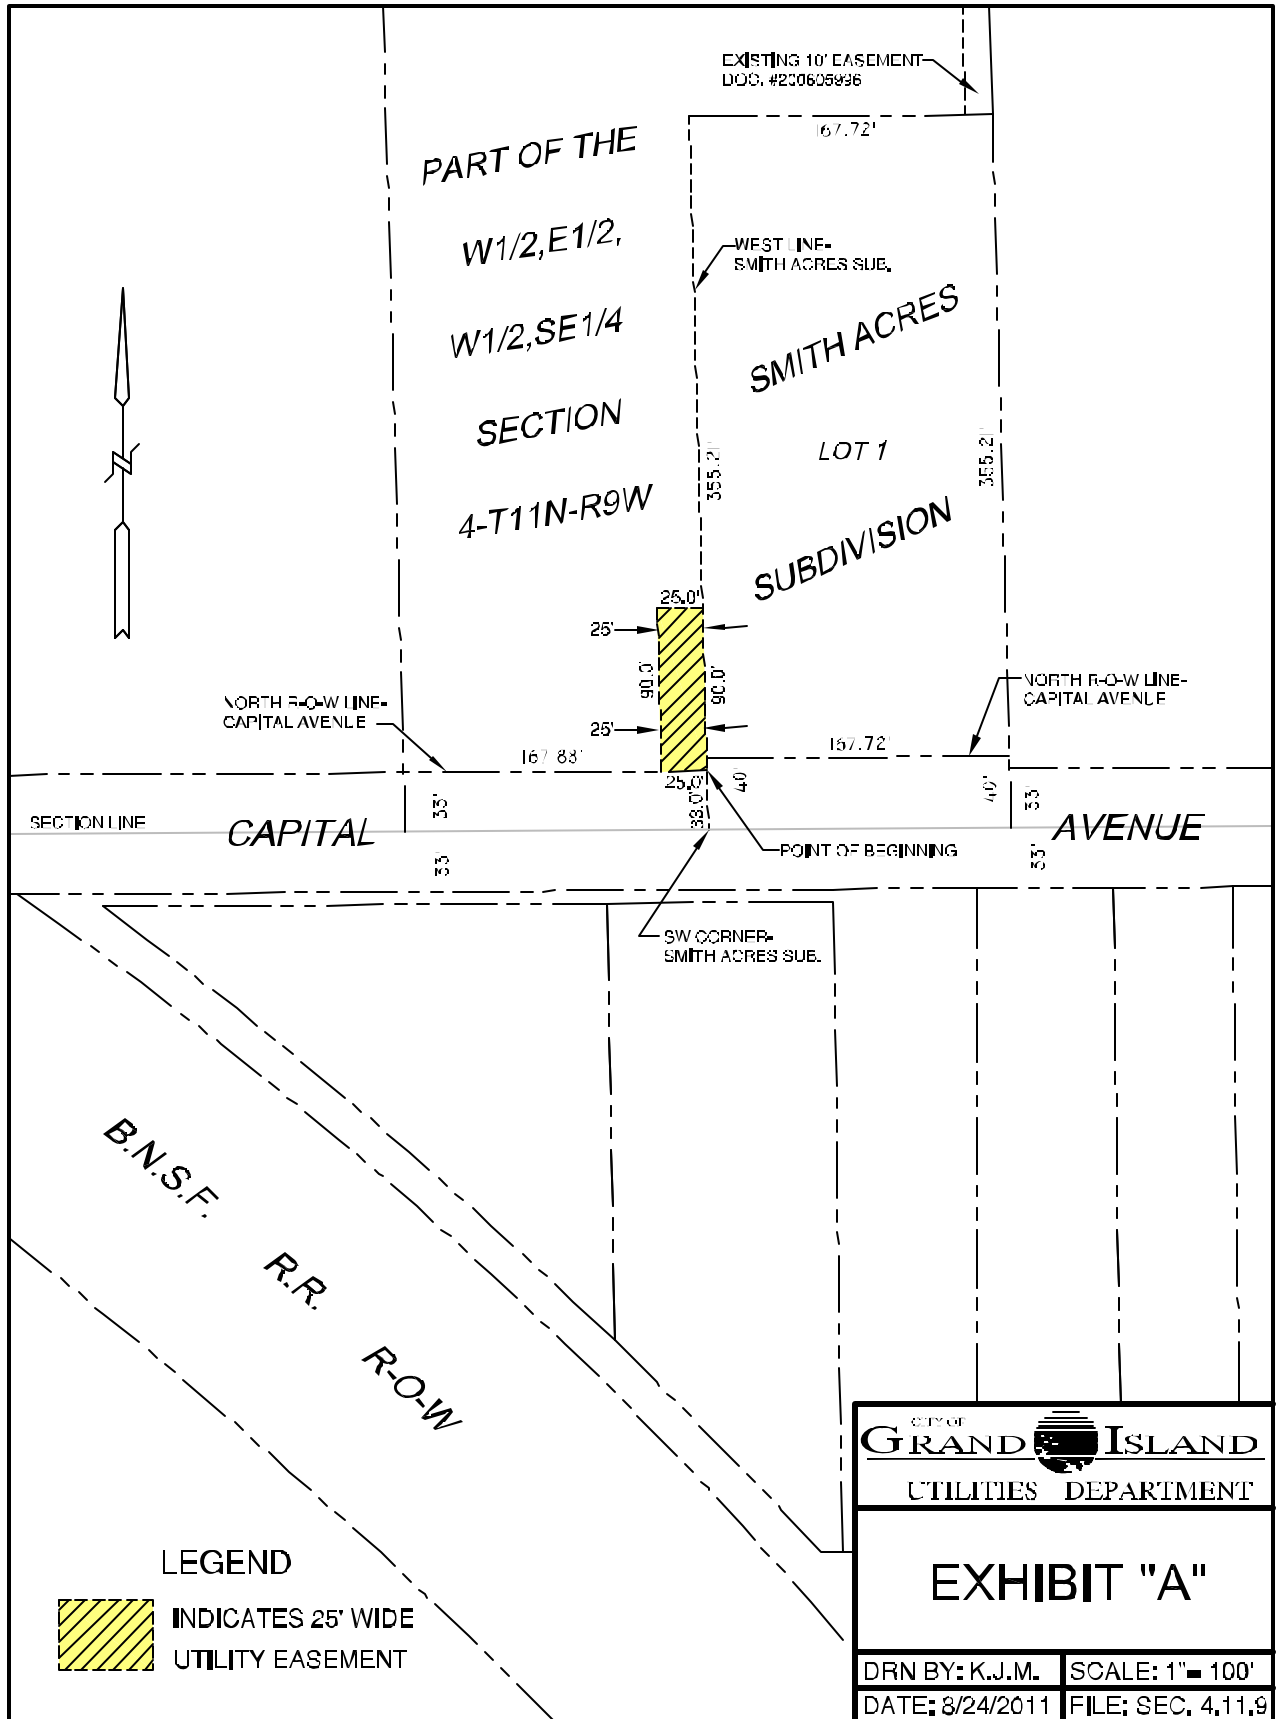 EXISTING 10' EASEMENT
DOC. #200605996
167.72'
PART OF THE
W1/2,E1/2,
W1/2,SE1/4
SECTION
4-T11N-R9W
WEST LINE-
SMITH ACRES SUB.
SMITH ACRES
LOT 1
SUBDIVISION
355.21'
355.21'
25.0'
25'
90.0'
90.0'
25'
NORTH R-O-W LINE-
CAPITAL AVENUE
NORTH R-O-W LINE-
CAPITAL AVENUE
167.88'
167.72'
25.0'
40'
40'
33'
33.0'
33'
SECTION LINE
CAPITAL
AVENUE
POINT OF BEGINNING
33'
33'
SW CORNER-
SMITH ACRES SUB.
B.N.S.F.
R.R.
R-O-W
LEGEND
INDICATES 25' WIDE
UTILITY EASEMENT
CITY OF
GRAND ISLAND
UTILITIES DEPARTMENT
EXHIBIT "A"
DRN BY: K.J.M.
SCALE: 1"= 100'
DATE: 8/24/2011
FILE: SEC. 4,11,9